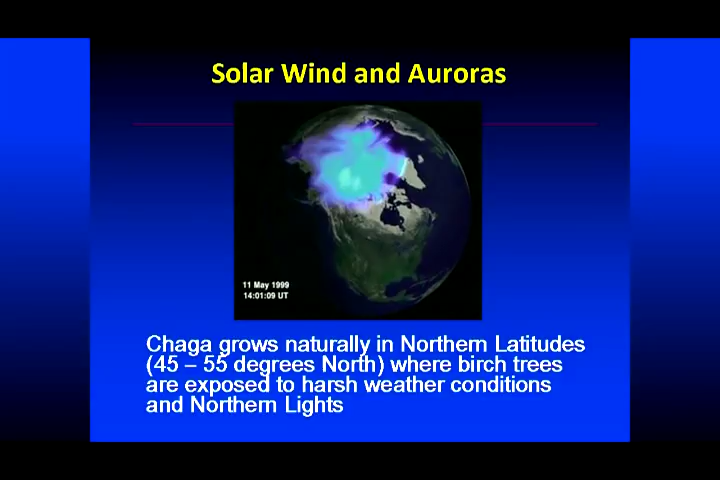 Solar Wind and Auroras
11 May 1999
14:01:09 UT
Chaga grows naturally in Northern Latitudes
(45 – 55 degrees North) where birch trees
are exposed to harsh weather conditions
and Northern Lights